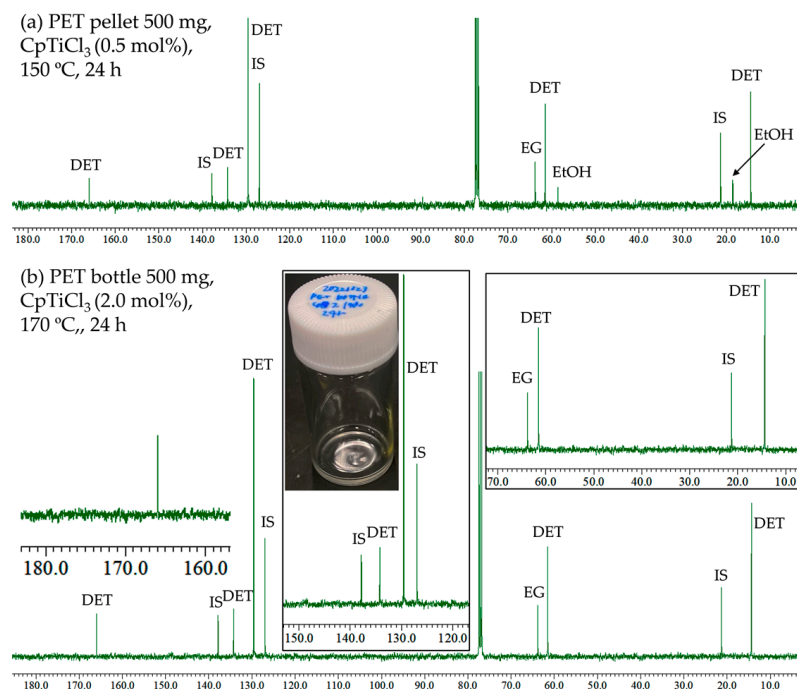 (a) PET pellet 500 mg,
CpTiCl₃ (0.5 mol%),
150 ºC, 24 h
DET
IS
DET
DET
IS
DET
EG
DET
EtOH
IS
EtOH
DET
180.0 170.0 160.0 150.0 140.0 130.0 120.0 110.0 100.0 90.0 80.0 70.0 60.0 50.0 40.0 30.0 20.0 10.0
(b) PET bottle 500 mg,
CpTiCl₃ (2.0 mol%),
170 ºC,, 24 h
180.0 170.0 160.0
DET
IS
DET
DET
IS
IS
DET
DET
IS
150.0 140.0 130.0 120.0
EG
DET
IS
DET
70.0 60.0 50.0 40.0 30.0 20.0 10.0
EG
DET
IS
DET
180.0 170.0 160.0 150.0 140.0 130.0 120.0 110.0 100.0 90.0 80.0 70.0 60.0 50.0 40.0 30.0 20.0 10.0